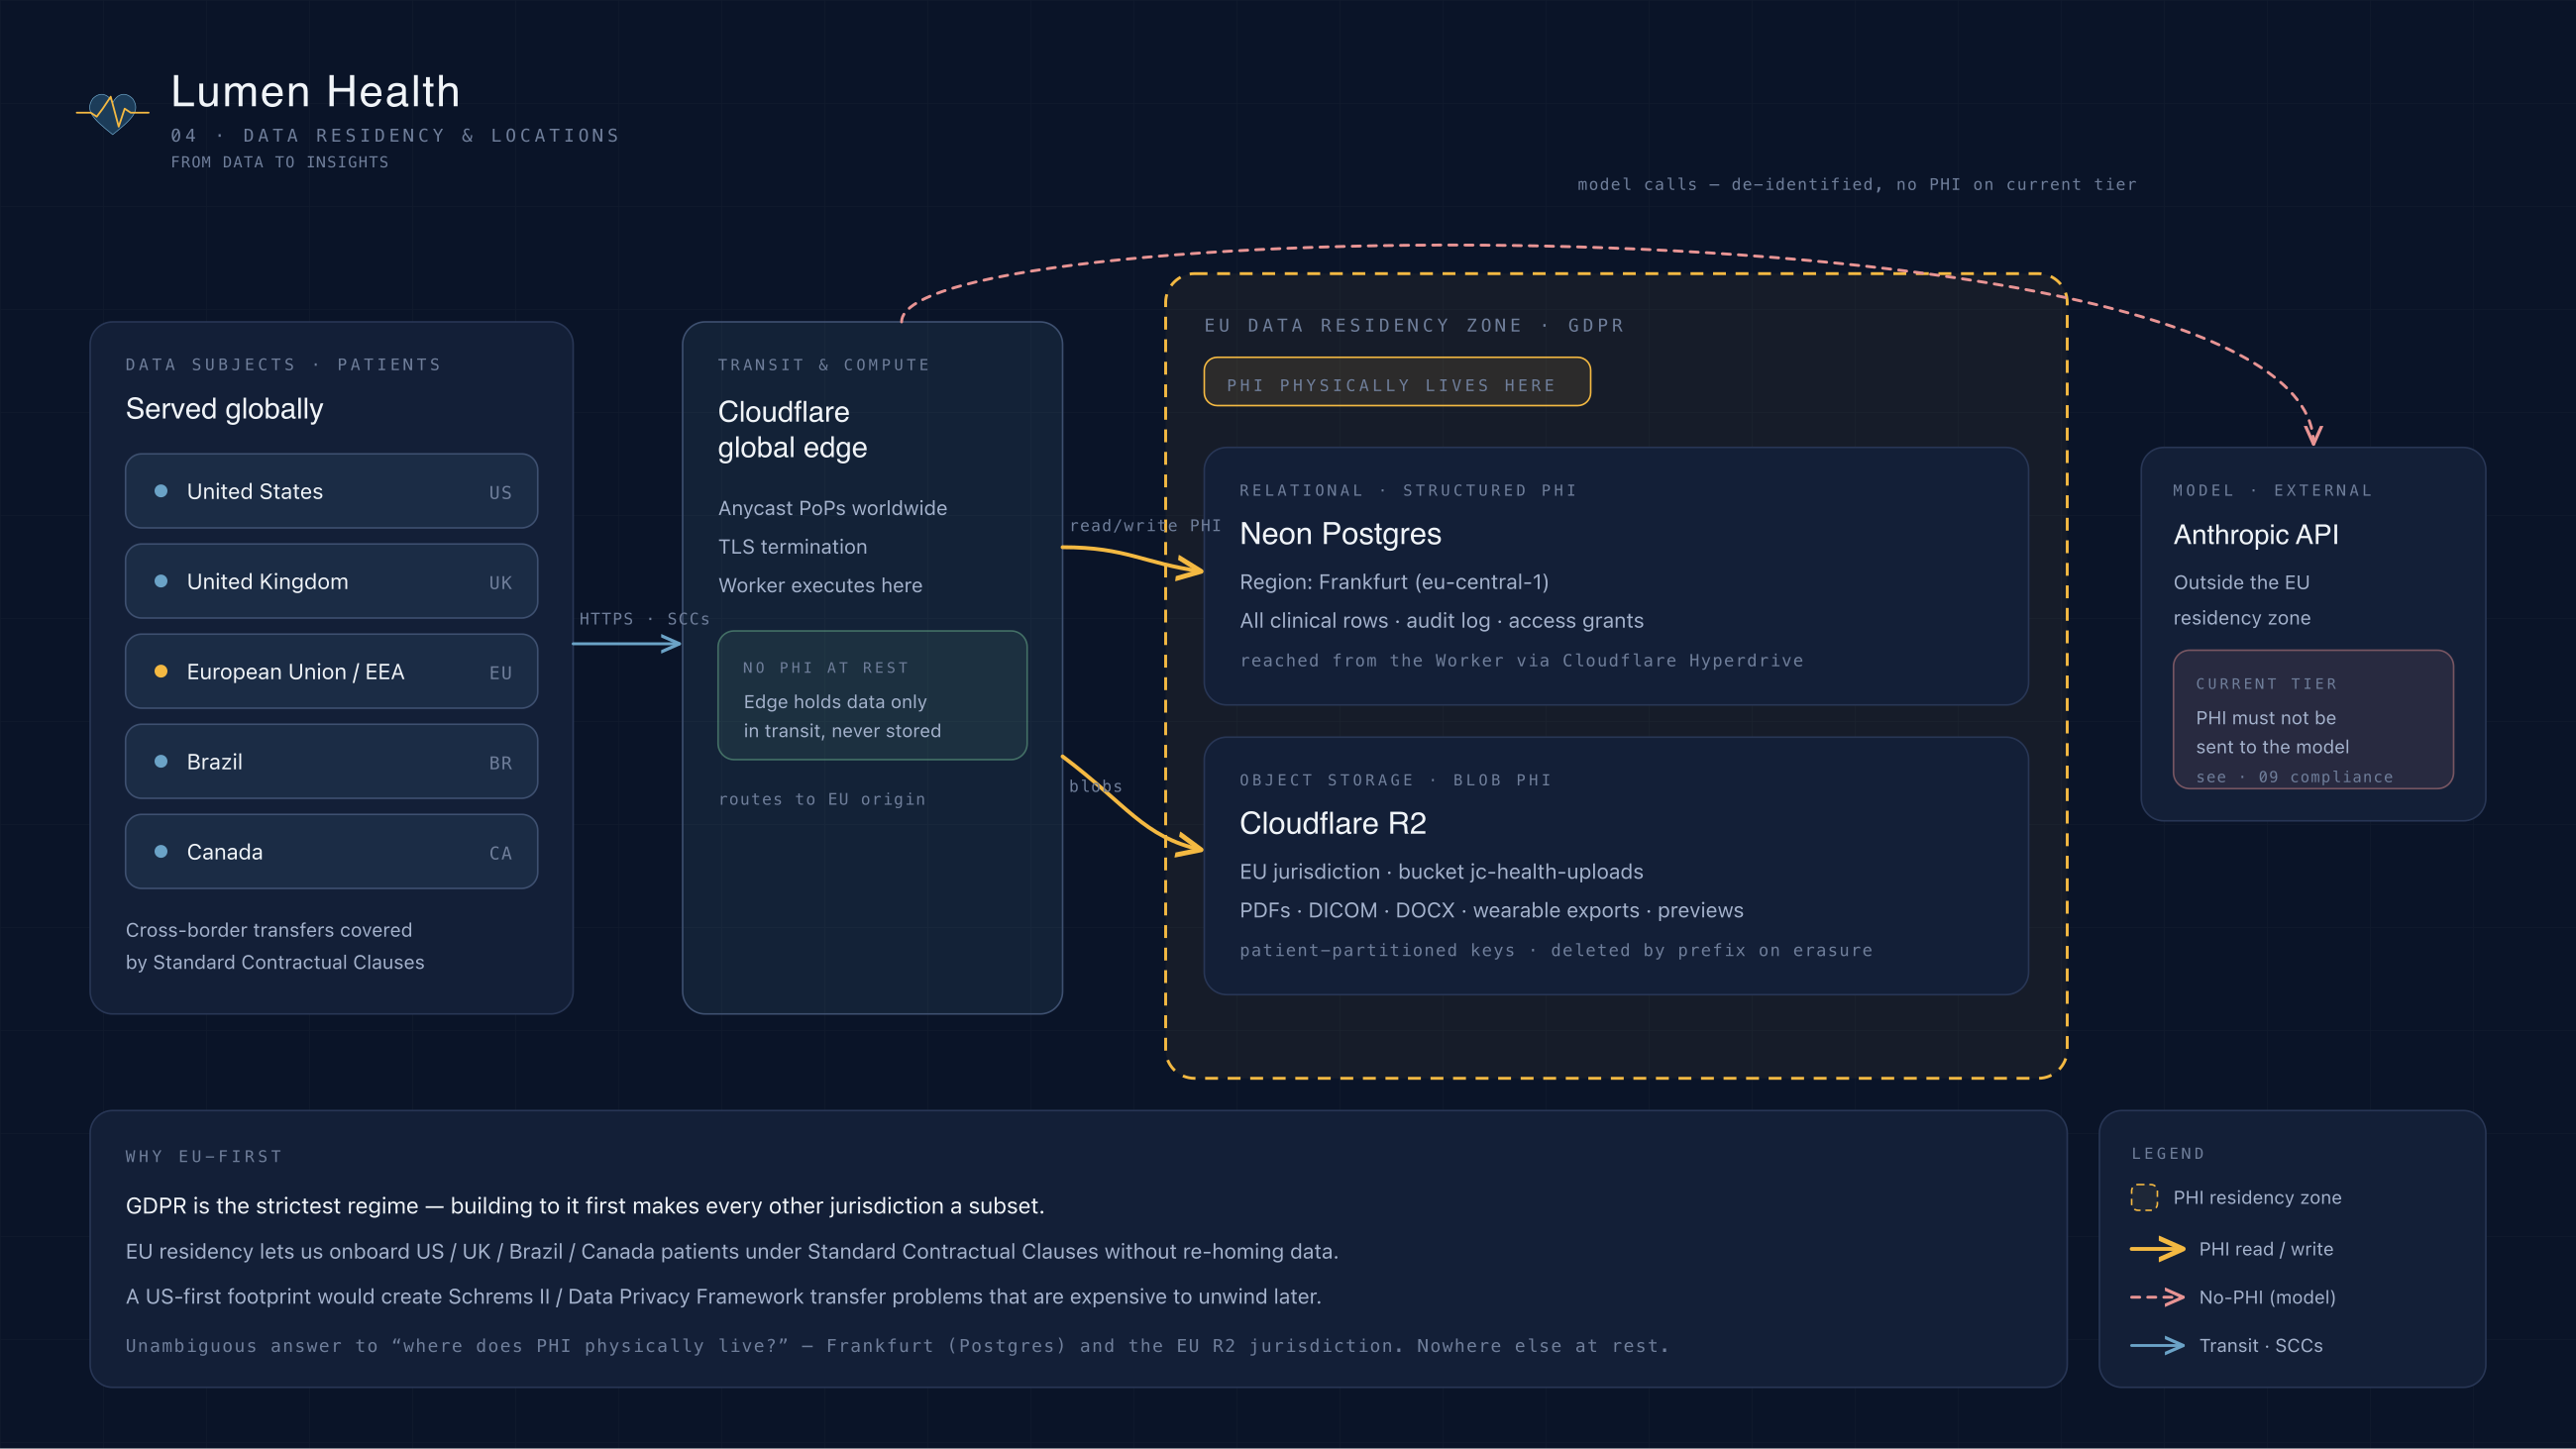 Lumen Health
04 · DATA RESIDENCY & LOCATIONS
FROM DATA TO INSIGHTS
model calls — de-identified, no PHI on current tier
DATA SUBJECTS · PATIENTS
Served globally
United States US
United Kingdom UK
European Union / EEA EU
Brazil BR
Canada CA
Cross-border transfers covered
by Standard Contractual Clauses
HTTPS · SCCs
TRANSIT & COMPUTE
Cloudflare
global edge
Anycast PoPs worldwide
TLS termination
Worker executes here
NO PHI AT REST
Edge holds data only
in transit, never stored
routes to EU origin
read/write PHI
blobs
EU DATA RESIDENCY ZONE · GDPR
PHI PHYSICALLY LIVES HERE
RELATIONAL · STRUCTURED PHI
Neon Postgres
Region: Frankfurt (eu-central-1)
All clinical rows · audit log · access grants
reached from the Worker via Cloudflare Hyperdrive
OBJECT STORAGE · BLOB PHI
Cloudflare R2
EU jurisdiction · bucket jc-health-uploads
PDFs · DICOM · DOCX · wearable exports · previews
patient-partitioned keys · deleted by prefix on erasure
MODEL · EXTERNAL
Anthropic API
Outside the EU
residency zone
CURRENT TIER
PHI must not be
sent to the model
see · 09 compliance
WHY EU-FIRST
GDPR is the strictest regime — building to it first makes every other jurisdiction a subset.
EU residency lets us onboard US / UK / Brazil / Canada patients under Standard Contractual Clauses without re-homing data.
A US-first footprint would create Schrems II / Data Privacy Framework transfer problems that are expensive to unwind later.
Unambiguous answer to “where does PHI physically live?” — Frankfurt (Postgres) and the EU R2 jurisdiction. Nowhere else at rest.
LEGEND
PHI residency zone
PHI read / write
No-PHI (model)
Transit · SCCs